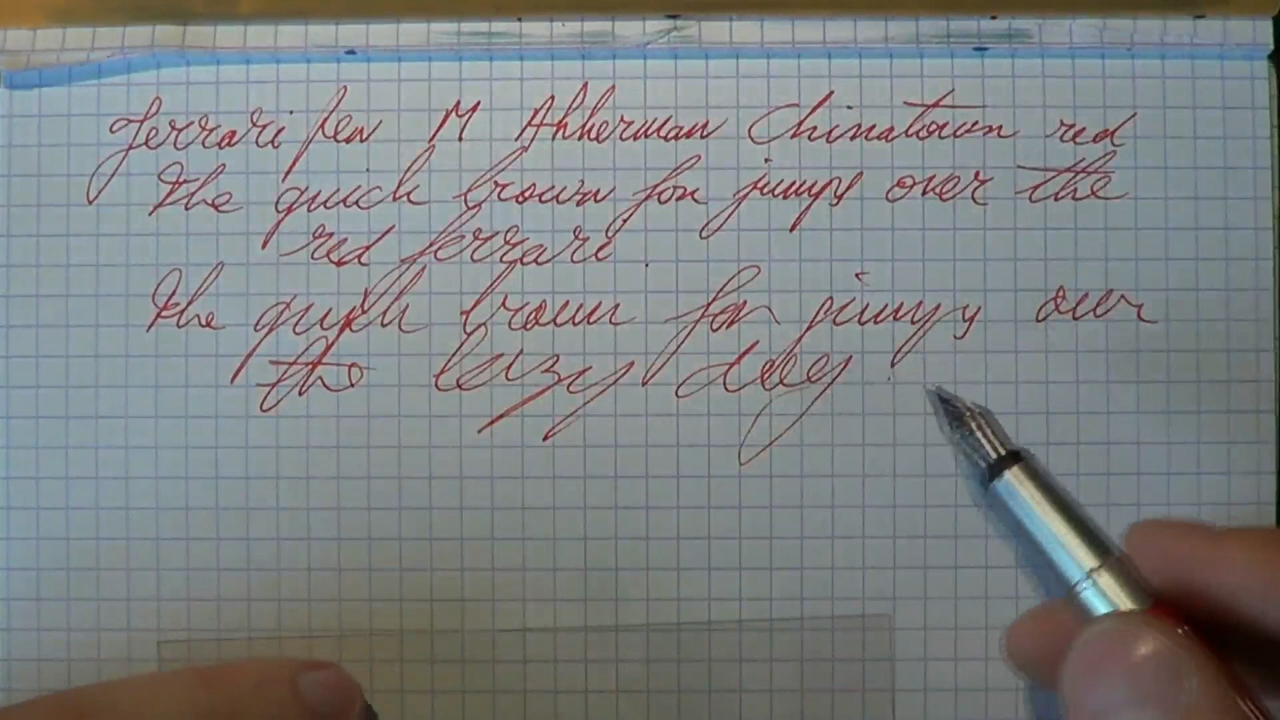 Ferrari pen M Akkerman Chinatown red
The quick brown fox jumps over the
red ferrari.
The quick brown fox jumps over
the lazy dog.